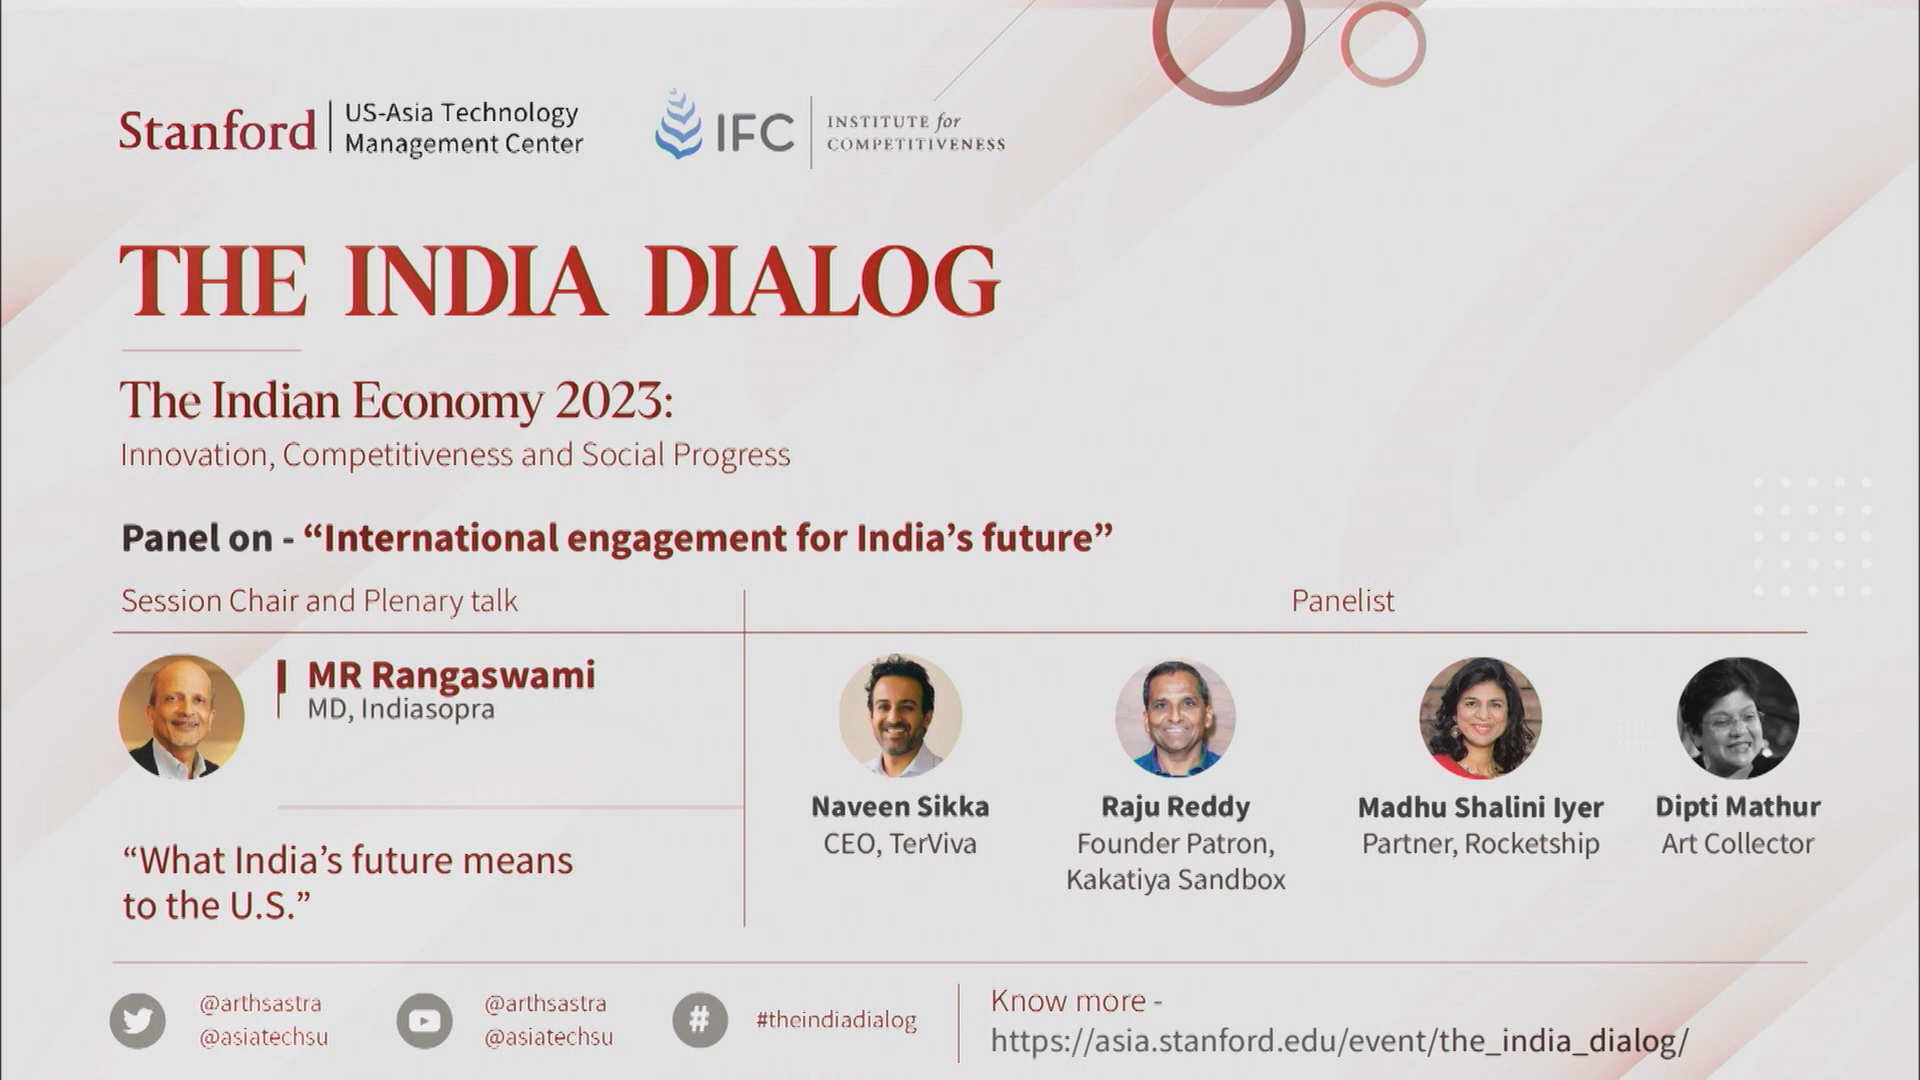 Stanford
US-Asia Technology
Management Center
IFC
INSTITUTE for
COMPETITIVENESS
THE INDIA DIALOG
The Indian Economy 2023:
Innovation, Competitiveness and Social Progress
Panel on - “International engagement for India’s future”
Session Chair and Plenary talk
MR Rangaswami
MD, Indiasopra
“What India’s future means
to the U.S.”
Panelist
Naveen Sikka
CEO, TerViva
Raju Reddy
Founder Patron,
Kakatiya Sandbox
Madhu Shalini Iyer
Partner, Rocketship
Dipti Mathur
Art Collector
@arthsastra
@asiatechsu
@arthsastra
@asiatechsu
#
#theindiadialog
Know more -
https://asia.stanford.edu/event/the_india_dialog/